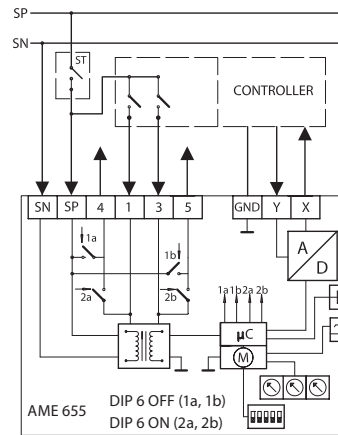 SP
SN
ST
CONTROLLER
SN SP 4 1 3 5 GND Y X
1a
1b
2a
2b
A
D
1a 1b 2a 2b
µC
M
AME 655
DIP 6 OFF (1a, 1b)
DIP 6 ON (2a, 2b)